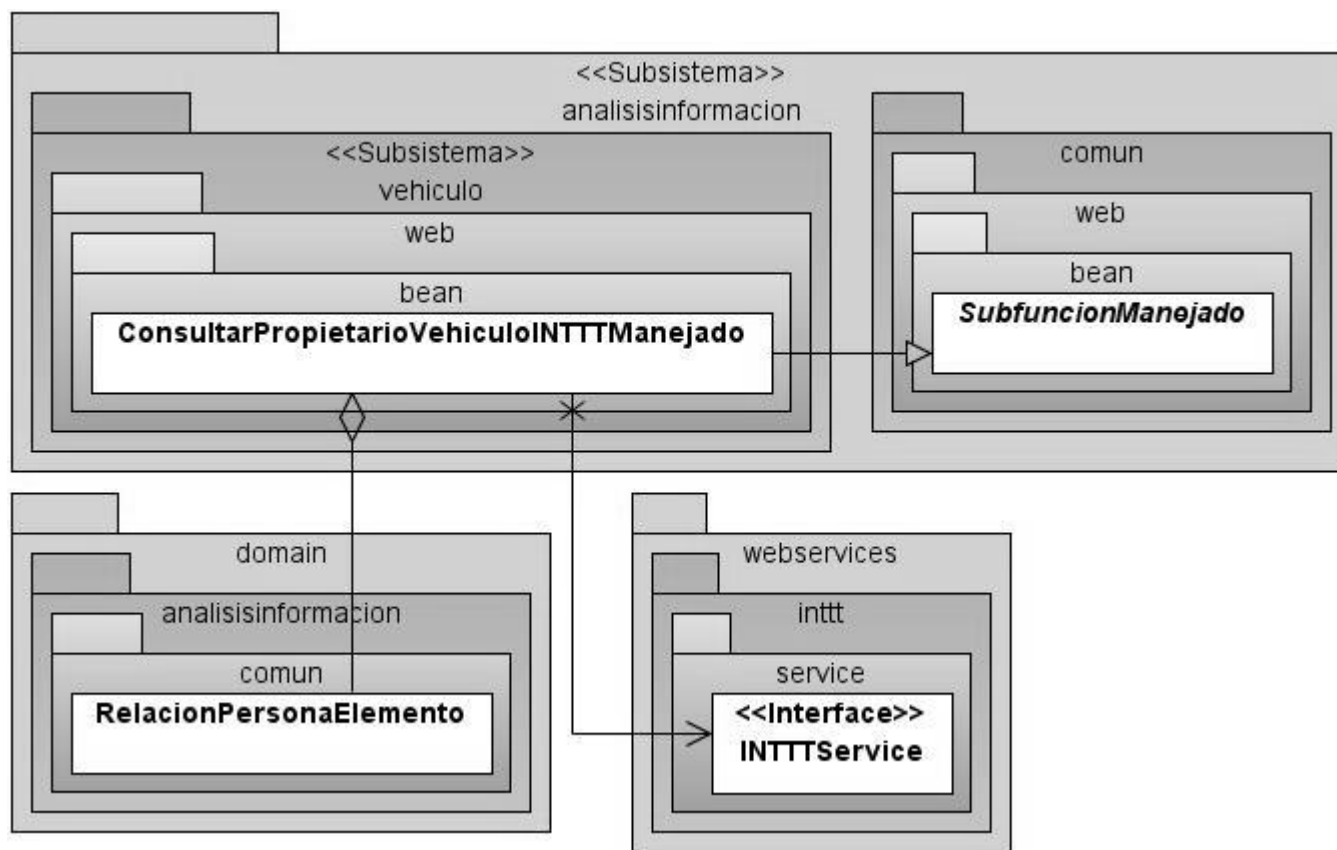 <<Subsistema>>
analisisinformacion
<<Subsistema>>
vehiculo
web
bean
ConsultarPropietarioVehiculoINTTTManejado
comun
web
bean
SubfuncionManejado
domain
analisisinformacion
comun
RelacionPersonaElemento
webservices
inttt
service
<<Interface>>
INTTTService